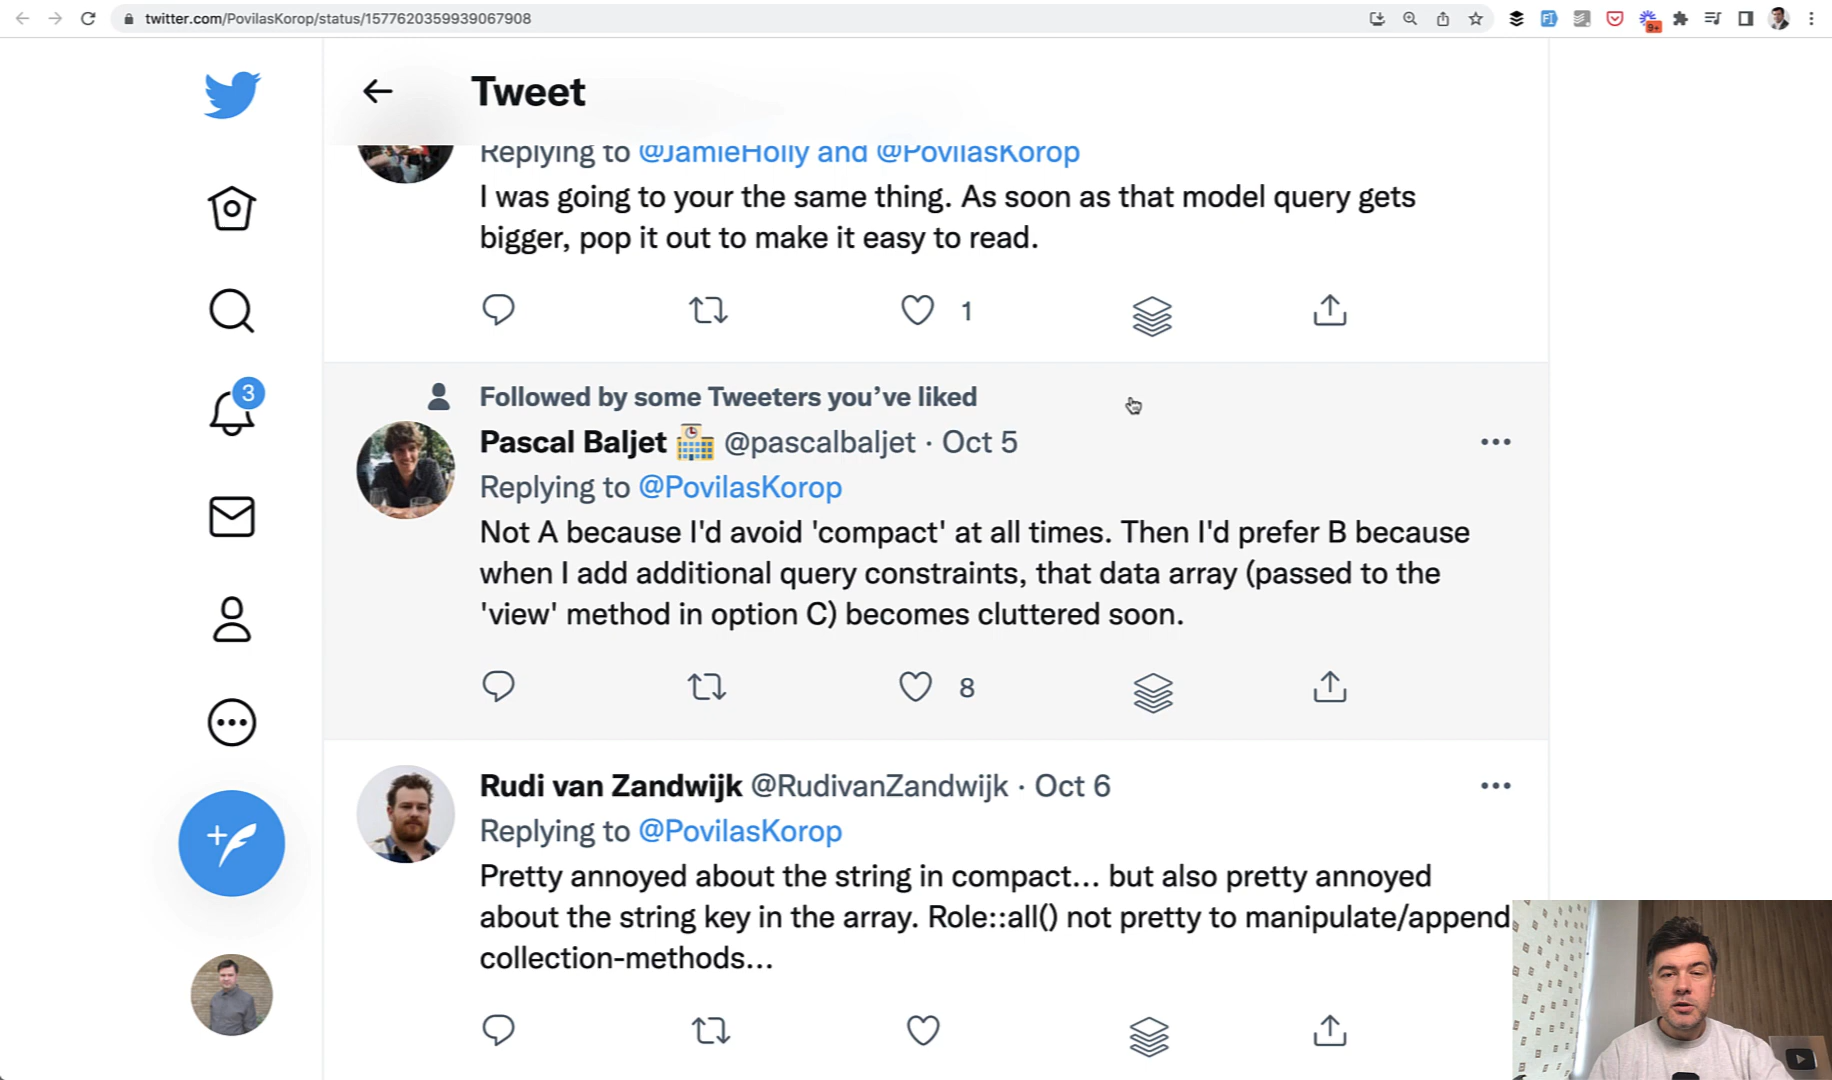 twitter.com/PovilasKorop/status/1577620359939067908
9+
Tweet
Replying to @JamieHolly and @PovilasKorop
I was going to your the same thing. As soon as that model query gets
bigger, pop it out to make it easy to read.
1
3
Followed by some Tweeters you’ve liked
Pascal Baljet @pascalbaljet · Oct 5
Replying to @PovilasKorop
Not A because I'd avoid 'compact' at all times. Then I'd prefer B because
when I add additional query constraints, that data array (passed to the
'view' method in option C) becomes cluttered soon.
8
Rudi van Zandwijk @RudivanZandwijk · Oct 6
Replying to @PovilasKorop
Pretty annoyed about the string in compact... but also pretty annoyed
about the string key in the array. Role::all() not pretty to manipulate/append
collection-methods...